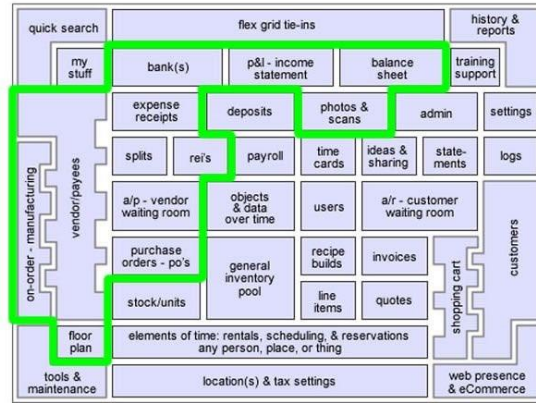 quick search
flex grid tie-ins
history &
reports
my
stuff
bank(s)
p&l - income
statement
balance
sheet
training
support
expense
receipts
deposits
photos &
scans
admin
settings
splits
rei's
payroll
time
cards
ideas &
sharing
state-
ments
logs
on-order - manufacturing
vendor/payees
a/p - vendor
waiting room
objects
& data
over time
users
a/r - customer
waiting room
customers
purchase
orders - po's
general
inventory
pool
recipe
builds
invoices
shopping cart
stock/units
line
items
quotes
floor
plan
elements of time: rentals, scheduling, & reservations
any person, place, or thing
tools &
maintenance
location(s) & tax settings
web presence
& eCommerce